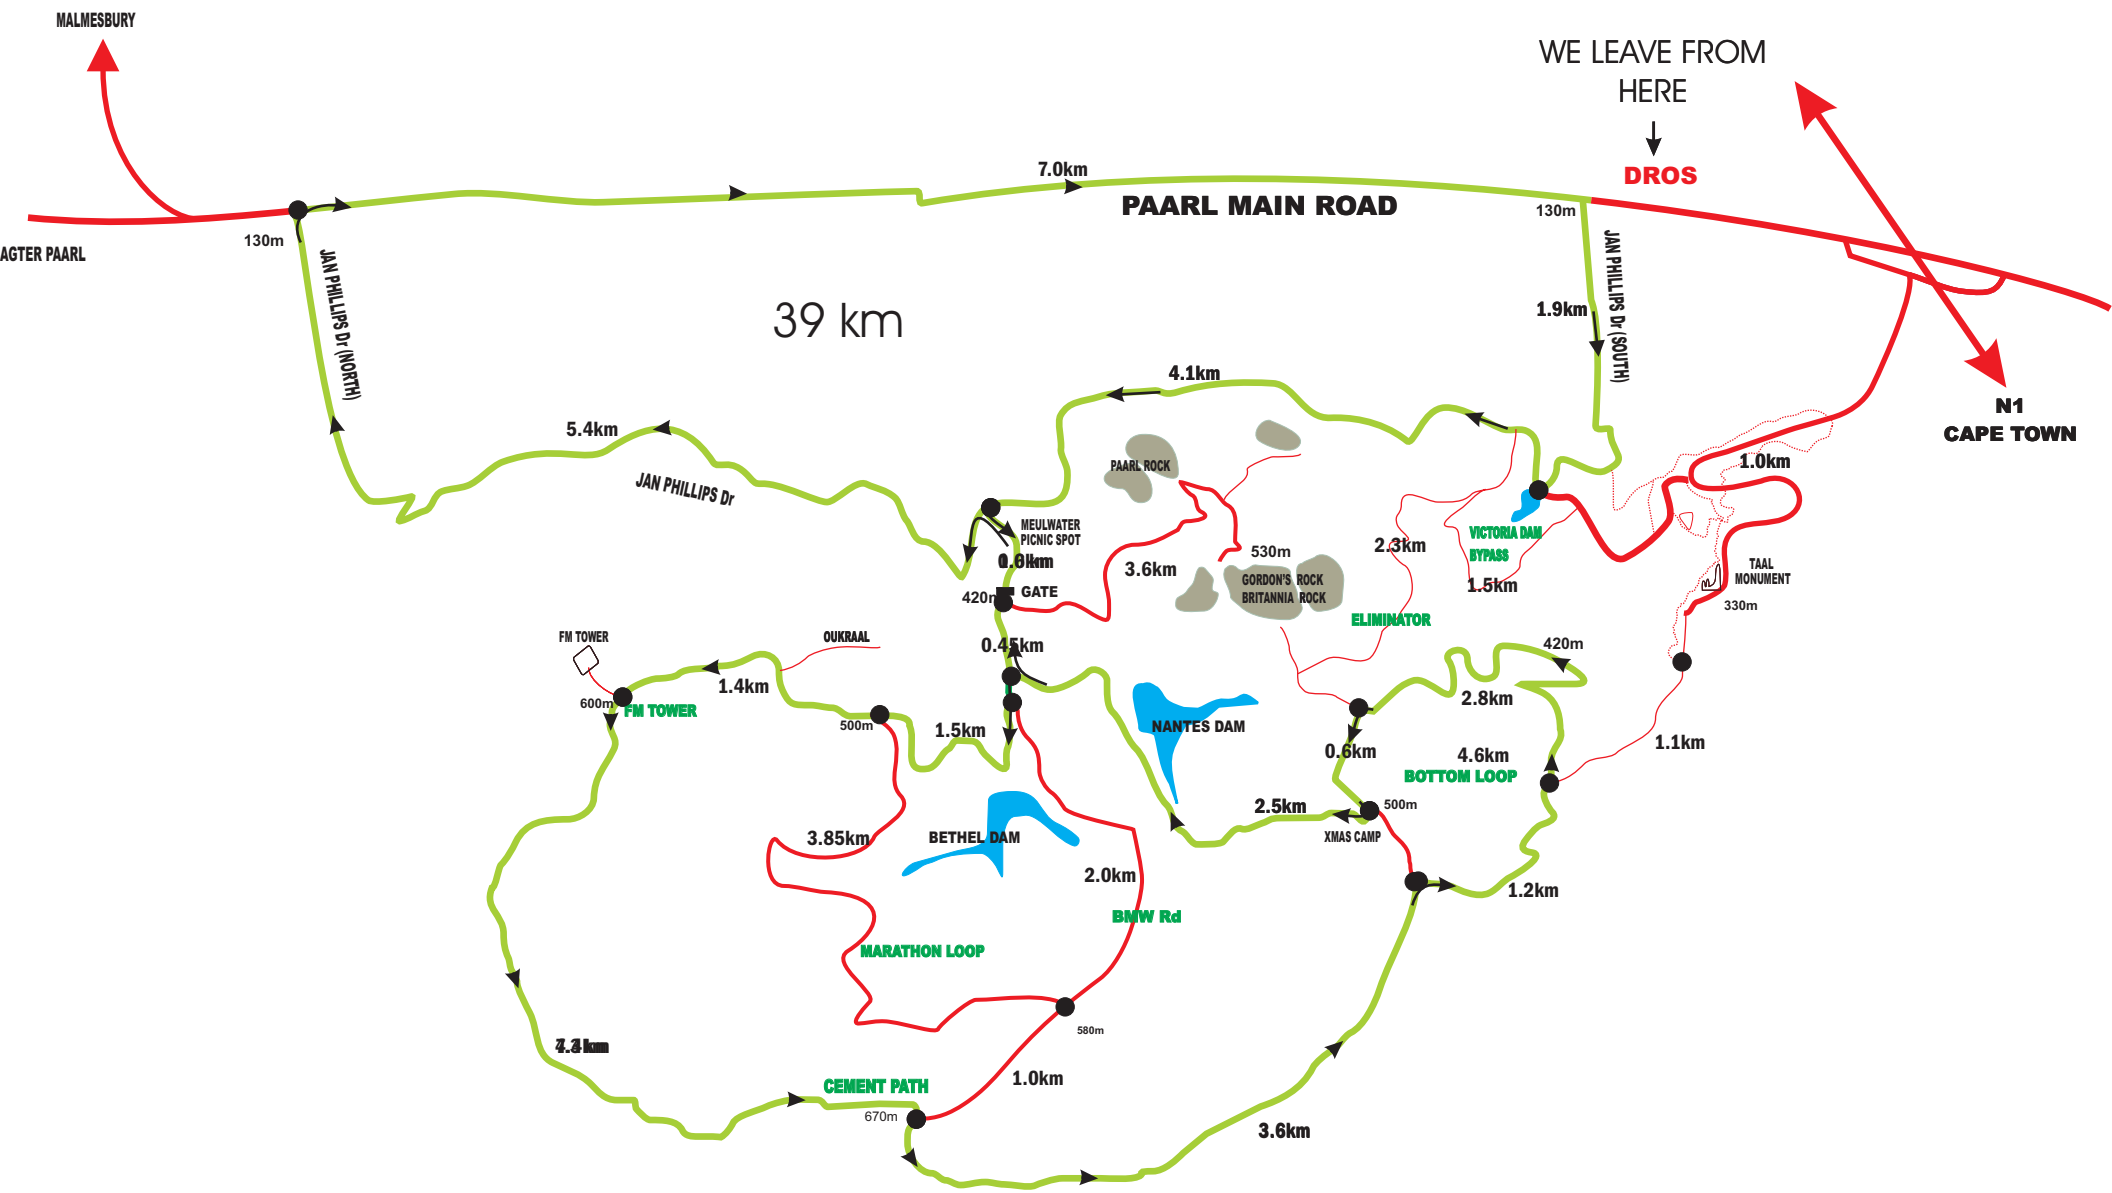 MALMESBURY
WE LEAVE FROM
HERE
DROS
7.0km
PAARL MAIN ROAD
130m
130m
AGTER PAARL
JAN PHILLIPS Dr (NORTH)
JAN PHILLIPS Dr (SOUTH)
39 km
1.9km
N1
CAPE TOWN
4.1km
5.4km
JAN PHILLIPS Dr
PAARL ROCK
1.0km
MEULWATER
PICNIC SPOT
VICTORIA DAM
BYPASS
2.3km
530m
3.6km
GORDON'S ROCK
BRITANNIA ROCK
1.5km
TAAL
MONUMENT
330m
GATE
420m
ELIMINATOR
FM TOWER
OUKRAAL
0.45km
420m
1.4km
600m
FM TOWER
500m
1.5km
NANTES DAM
2.8km
1.1km
0.6km
4.6km
BOTTOM LOOP
2.5km
500m
XMAS CAMP
3.85km
BETHEL DAM
2.0km
1.2km
BMW Rd
MARATHON LOOP
580m
1.0km
CEMENT PATH
670m
3.6km